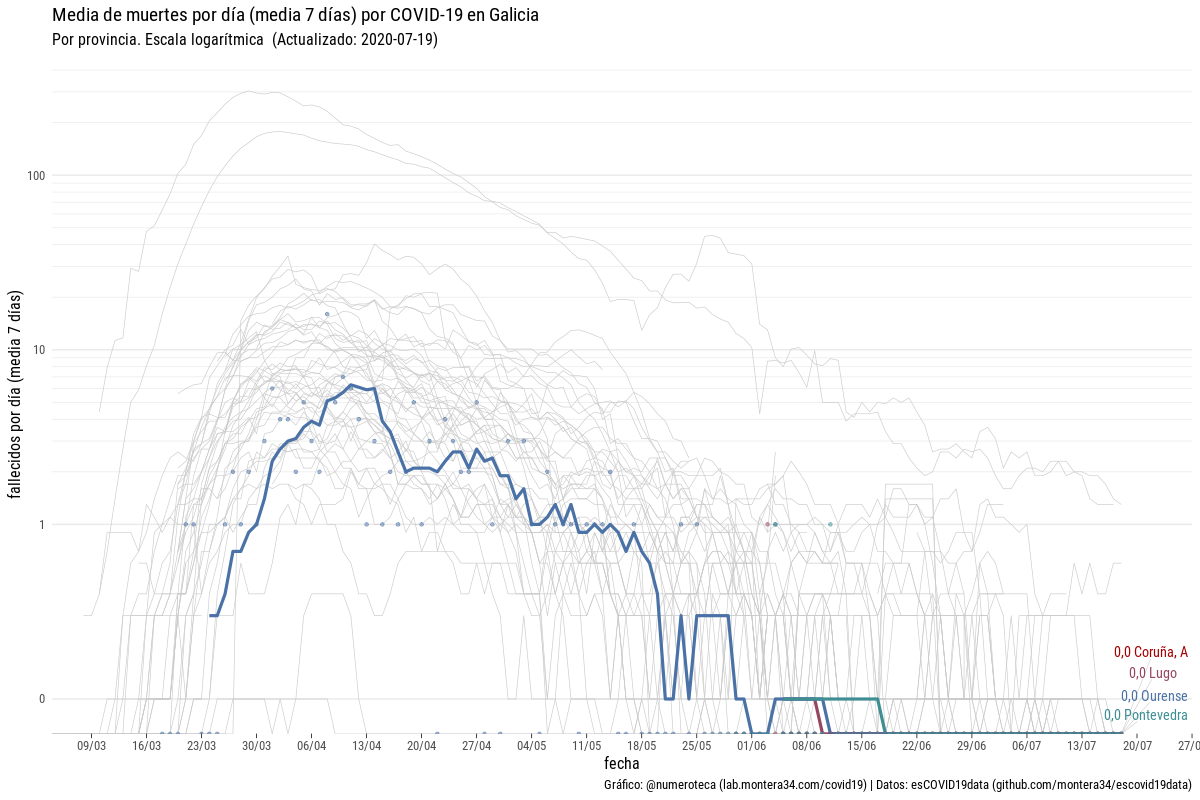 Media de muertes por día (media 7 días) por COVID-19 en Galicia
Por provincia. Escala logarítmica (Actualizado: 2020-07-19)
fallecidos por día (media 7 días)
100
10
1
0
0,0 Coruña, A
0,0 Lugo
0,0 Ourense
0,0 Pontevedra
09/03 16/03 23/03 30/03 06/04 13/04 20/04 27/04 04/05 11/05 18/05 25/05 01/06 08/06 15/06 22/06 29/06 06/07 13/07 20/07 27/0
fecha
Gráfico: @numeroteca (lab.montera34.com/covid19) | Datos: esCOVID19data (github.com/montera34/escovid19data)